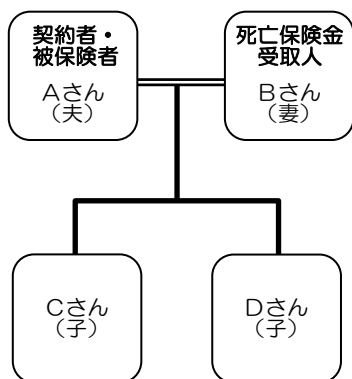 契約者・
被保険者
Aさん
（夫）
死亡保険金
受取人
Bさん
（妻）
Cさん
（子）
Dさん
（子）